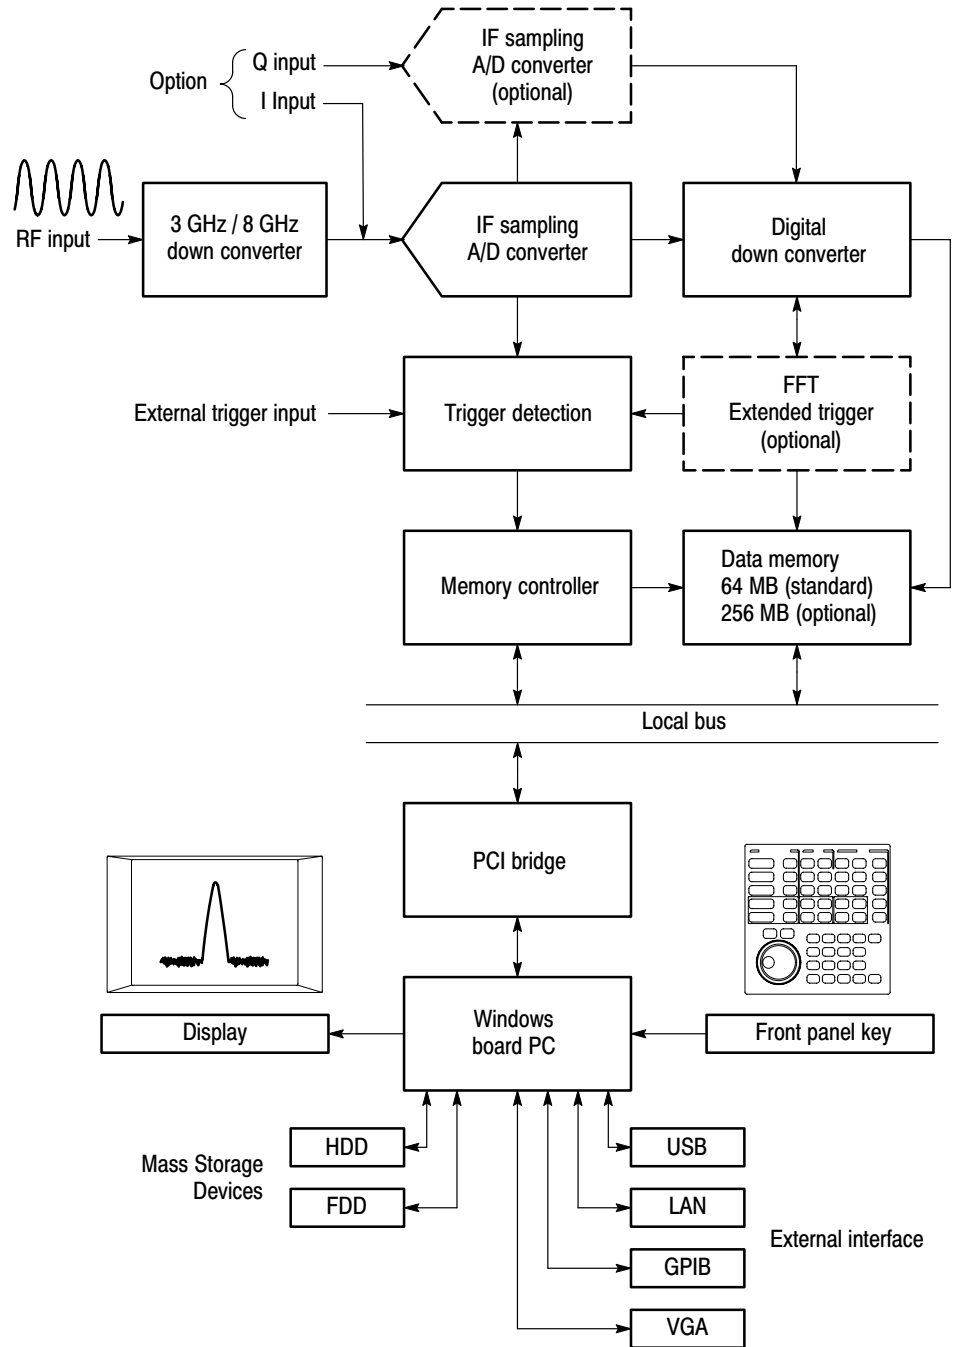 IF sampling
A/D converter
(optional)
Q input
Option
I Input
3 GHz / 8 GHz
down converter
IF sampling
A/D converter
Digital
down converter
RF input
FFT
Extended trigger
(optional)
External trigger input
Trigger detection
Memory controller
Data memory
64 MB (standard)
256 MB (optional)
Local bus
PCI bridge
Display
Windows
board PC
Front panel key
HDD
USB
Mass Storage
Devices
FDD
LAN
External interface
GPIB
VGA